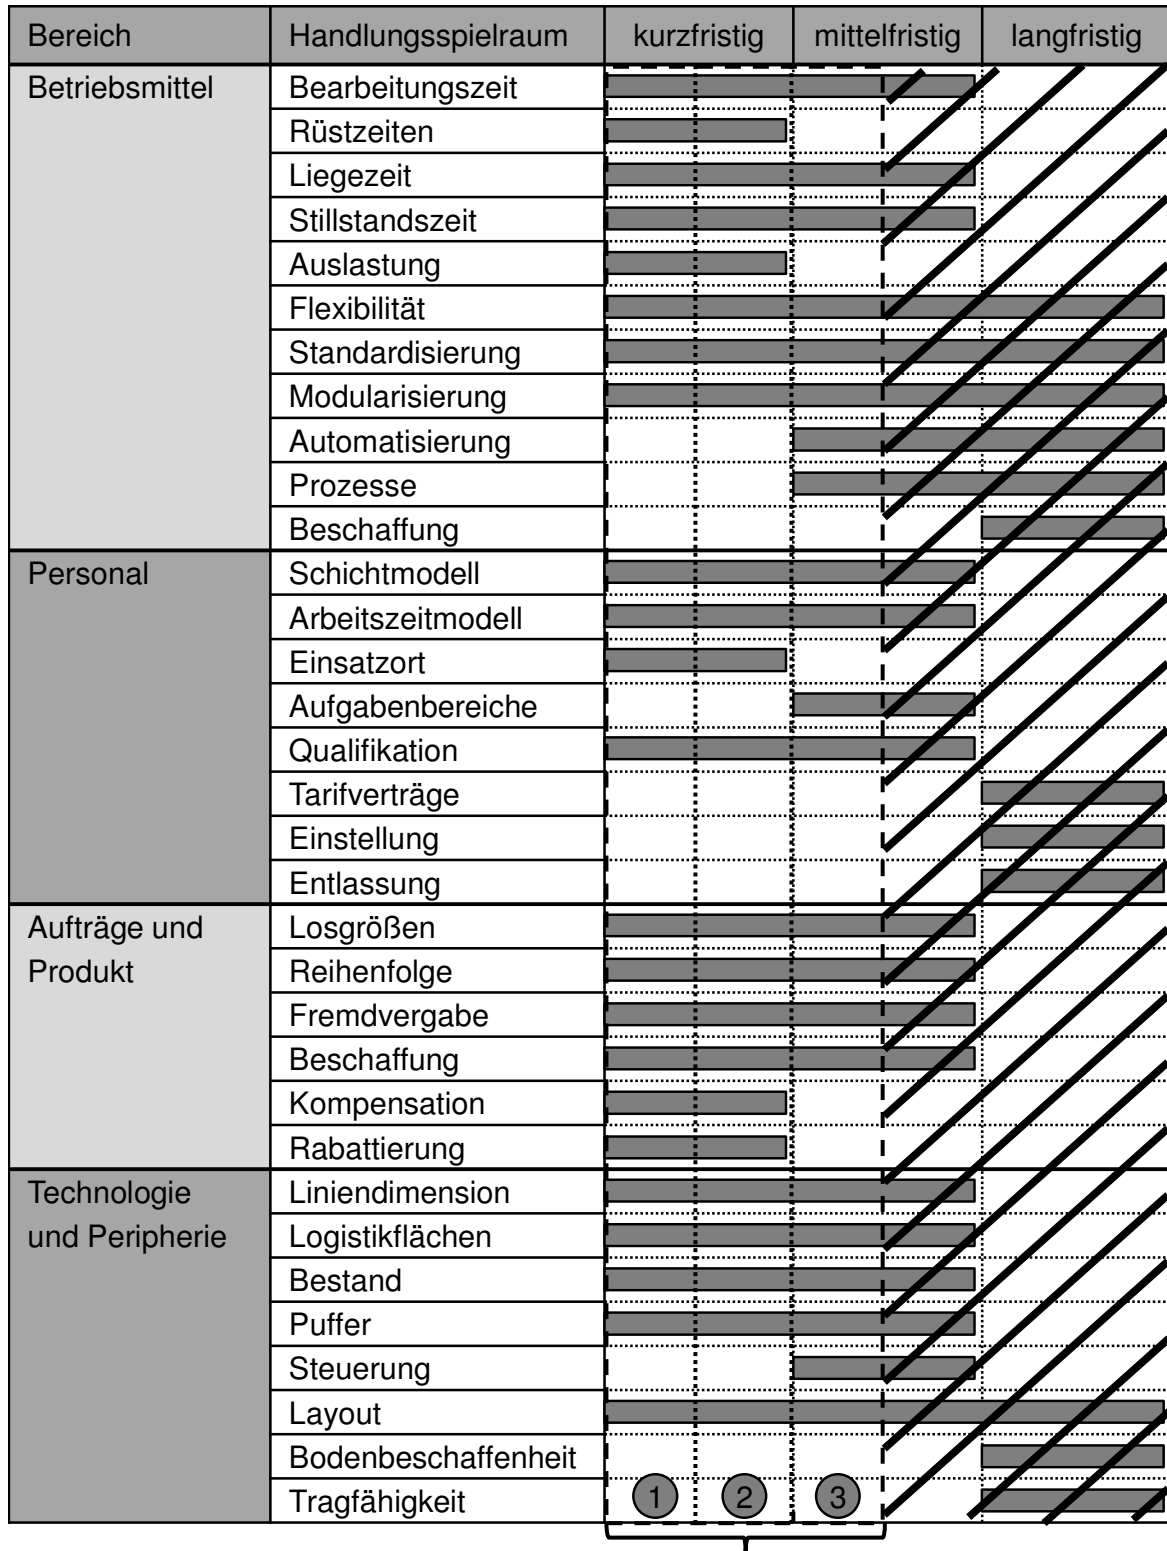 Bereich Handlungsspielraum kurzfristig mittelfristig langfristig
Betriebsmittel Bearbeitungszeit
Rüstzeiten
Liegezeit
Stillstandszeit
Auslastung
Flexibilität
Standardisierung
Modularisierung
Automatisierung
Prozesse
Beschaffung
Personal Schichtmodell
Arbeitszeitmodell
Einsatzort
Aufgabenbereiche
Qualifikation
Tarifverträge
Einstellung
Entlassung
Aufträge und Losgrößen
Produkt Reihenfolge
Fremdvergabe
Beschaffung
Kompensation
Rabattierung
Technologie Liniendimension
und Peripherie Logistikflächen
Bestand
Puffer
Steuerung
Layout
Bodenbeschaffenheit
Tragfähigkeit 1 2 3